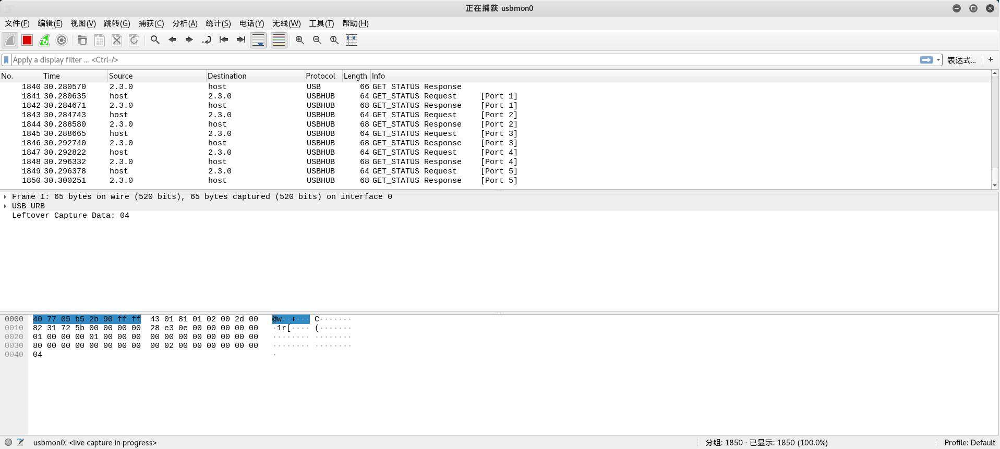 正在捕获 usbmon0
文件(F) 编辑(E) 视图(V) 跳转(G) 捕获(C) 分析(A) 统计(S) 电话(Y) 无线(W) 工具(T) 帮助(H)
Apply a display filter ... <Ctrl-/> 表达式... +
No. Time Source Destination Protocol Length Info
1840 30.280570 2.3.0 host USB 66 GET STATUS Response
1841 30.280635 host 2.3.0 USBHUB 64 GET_STATUS Request [Port 1]
1842 30.284671 2.3.0 host USBHUB 68 GET_STATUS Response [Port 1]
1843 30.284743 host 2.3.0 USBHUB 64 GET_STATUS Request [Port 2]
1844 30.288580 2.3.0 host USBHUB 68 GET_STATUS Response [Port 2]
1845 30.288665 host 2.3.0 USBHUB 64 GET_STATUS Request [Port 3]
1846 30.292740 2.3.0 host USBHUB 68 GET_STATUS Response [Port 3]
1847 30.292822 host 2.3.0 USBHUB 64 GET_STATUS Request [Port 4]
1848 30.296332 2.3.0 host USBHUB 68 GET_STATUS Response [Port 4]
1849 30.296378 host 2.3.0 USBHUB 64 GET_STATUS Request [Port 5]
1850 30.300251 2.3.0 host USBHUB 68 GET_STATUS Response [Port 5]
Frame 1: 65 bytes on wire (520 bits), 65 bytes captured (520 bits) on interface 0
USB URB
Leftover Capture Data: 04
0000 40 77 05 b5 2b 90 ff ff 43 01 81 01 02 00 2d 00 @w··+··· C·····-·
0010 82 31 72 5b 00 00 00 00 28 e3 0e 00 00 00 00 00 ·1r[···· (·······
0020 01 00 00 00 01 00 00 00 00 00 00 00 00 00 00 00 ········ ········
0030 80 00 00 00 00 00 00 00 00 02 00 00 00 00 00 00 ········ ········
0040 04 ·
usbmon0: <live capture in progress> 分组: 1850 · 已显示: 1850 (100.0%) Profile: Default